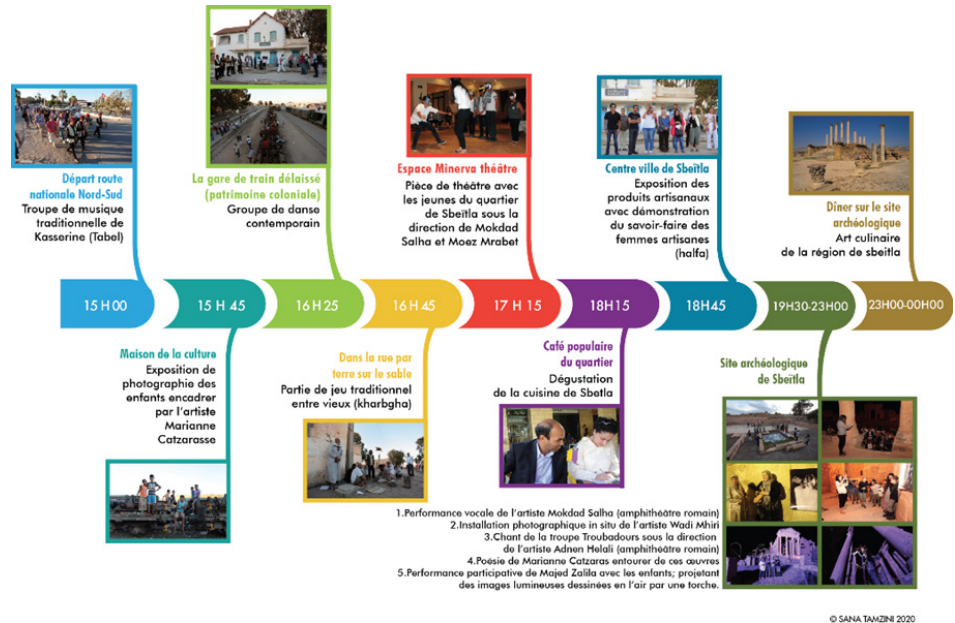 Départ route
nationale Nord-Sud
Troupe de musique
traditionnelle de
Kasserine (Tabel)
La gare de train délaissé
(patrimoine coloniale)
Groupe de danse
contemporain
Espace Minerva théâtre
Pièce de théâtre avec
les jeunes du quartier
de Sbeïtla sous la
direction de Mokdad
Salha et Moez Mrabet
Centre ville de Sbeïtla
Exposition des
produits artisanaux
avec démonstration
du savoir-faire des
femmes artisanes
(halfa)
Dîner sur le site
archéologique
Art culinaire
de la région de sbeitla
15 H 00
15 H 45
16 H 25
16 H 45
17 H 15
18H15
18H45
19H30-23H00
23H00-00H00
Maison de la culture
Exposition de
photographie des
enfants encadrer
par l'artiste
Marianne
Catzarasse
Dans la rue par
terre sur le sable
Partie de jeu traditionnel
entre vieux (kharbgha)
Café populaire
du quartier
Dégustation
de la cuisine de Sbetla
Site archéologique
de Sbeïtla
1.Performance vocale de l'artiste Mokdad Salha (amphithéâtre romain)
2.Installation photographique in situ de l'artiste Wadi Mhiri
3.Chant de la troupe Troubadours sous la direction
de l'artiste Adnen Helali (amphithéâtre romain)
4.Poésie de Marianne Catzaras entourer de ces œuvres
5.Performance participative de Majed Zalila avec les enfants; projetant
des images lumineuses dessinées en l'air par une torche.
© SANA TAMZINI 2020